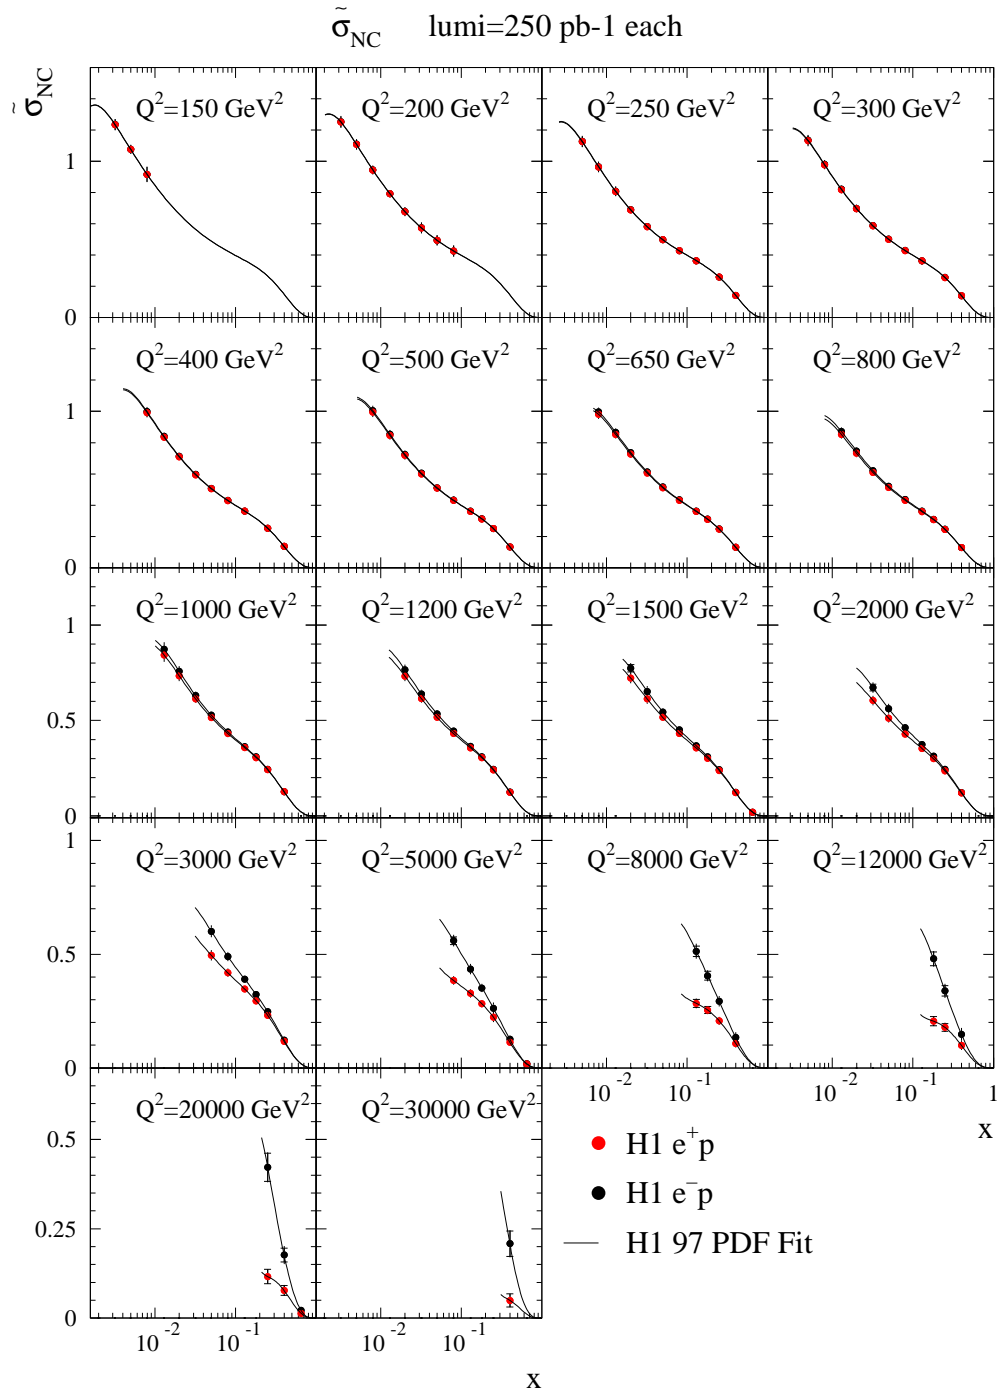 σ̃NC lumi=250 pb-1 each
σ̃NC
Q²=150 GeV² Q²=200 GeV² Q²=250 GeV² Q²=300 GeV²
1
0
Q²=400 GeV² Q²=500 GeV² Q²=650 GeV² Q²=800 GeV²
1
0
Q²=1000 GeV² Q²=1200 GeV² Q²=1500 GeV² Q²=2000 GeV²
1
0.5
0
Q²=3000 GeV² Q²=5000 GeV² Q²=8000 GeV² Q²=12000 GeV²
1
0.5
0
10⁻² 10⁻¹ 10⁻² 10⁻¹ 1
x
Q²=20000 GeV² Q²=30000 GeV²
0.5
0.25
0
10⁻² 10⁻¹ 10⁻² 10⁻¹
x
H1 e⁺p
H1 e⁻p
H1 97 PDF Fit